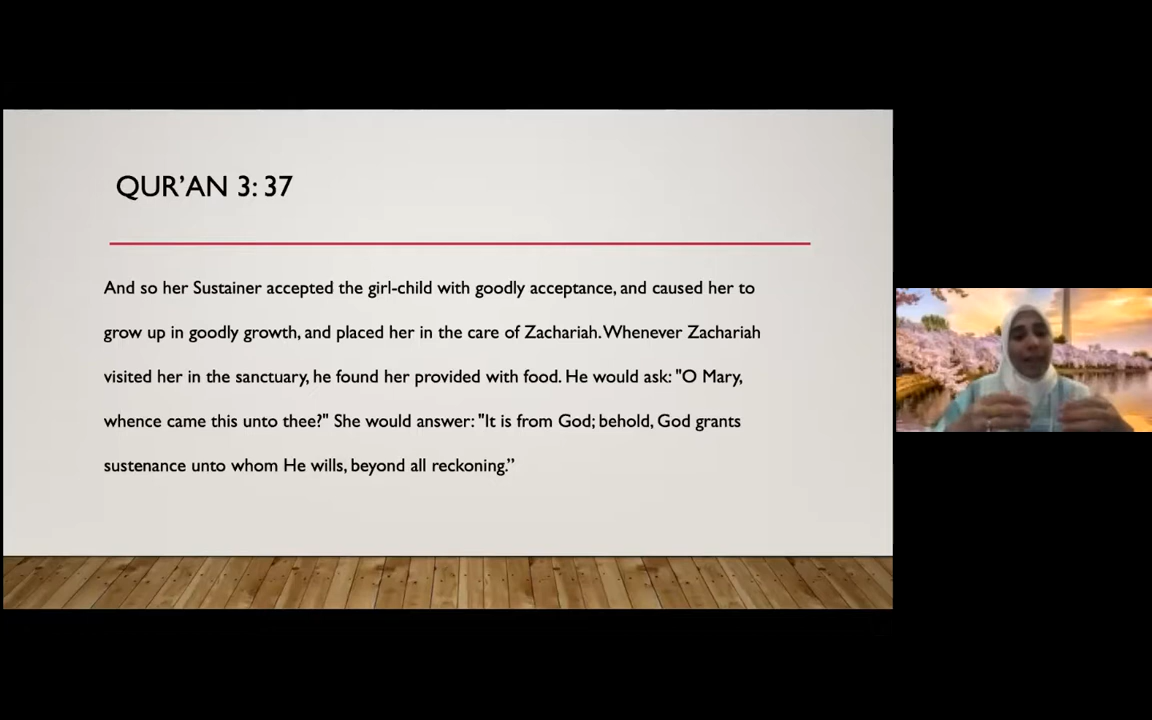 QUR’AN 3: 37
And so her Sustainer accepted the girl-child with goodly acceptance, and caused her to
grow up in goodly growth, and placed her in the care of Zachariah. Whenever Zachariah
visited her in the sanctuary, he found her provided with food. He would ask: "O Mary,
whence came this unto thee?" She would answer: "It is from God; behold, God grants
sustenance unto whom He wills, beyond all reckoning.”